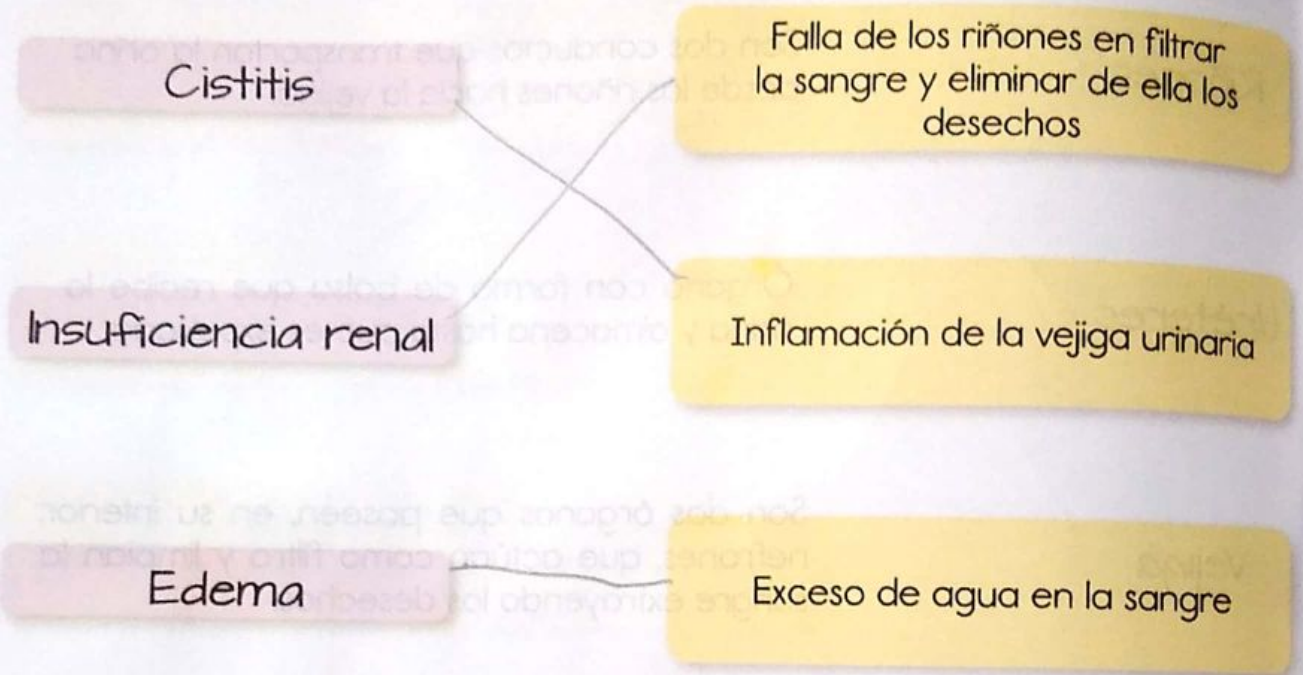 Cistitis
Falla de los riñones en filtrar
la sangre y eliminar de ella los
desechos
Insuficiencia renal
Inflamación de la vejiga urinaria
Edema
Exceso de agua en la sangre